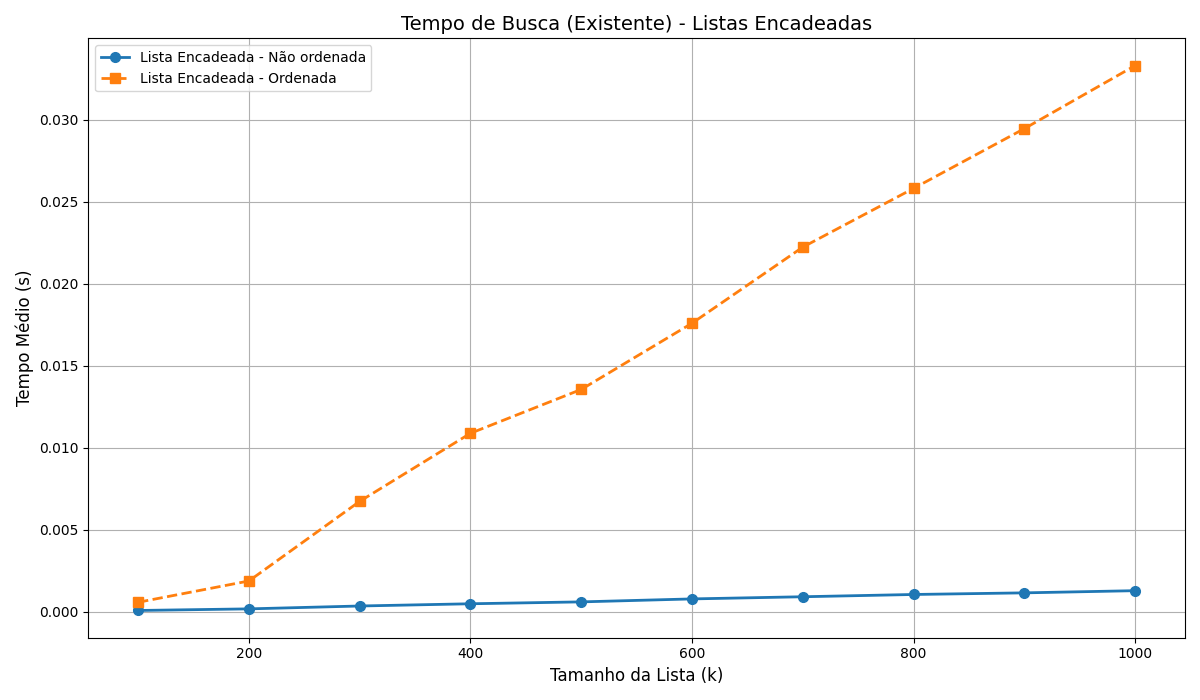 Tempo de Busca (Existente) - Listas Encadeadas
Lista Encadeada - Não ordenada
Lista Encadeada - Ordenada
Tempo Médio (s)
0.030
0.025
0.020
0.015
0.010
0.005
0.000
200 400 600 800 1000
Tamanho da Lista (k)